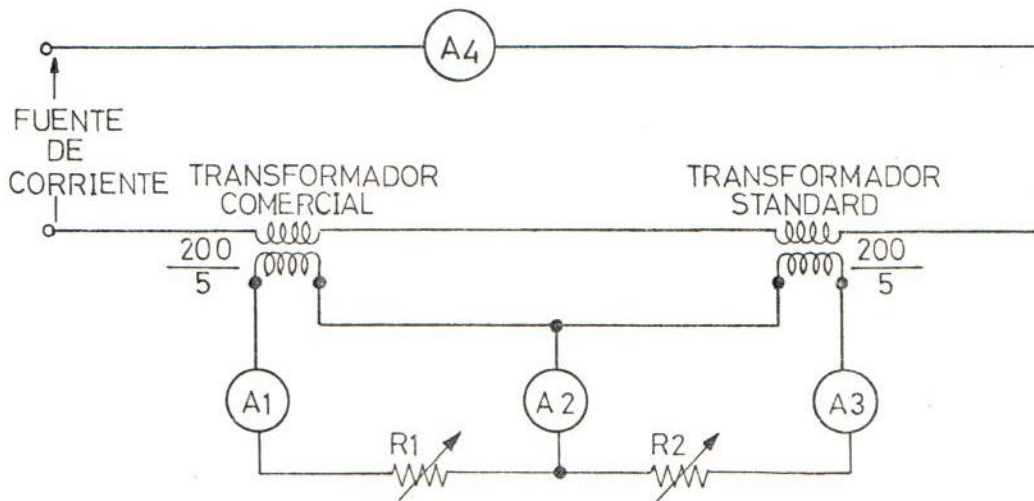 A4
FUENTE
DE
CORRIENTE
TRANSFORMADOR
COMERCIAL
TRANSFORMADOR
STANDARD
200
5
200
5
A1
A2
A3
R1
R2